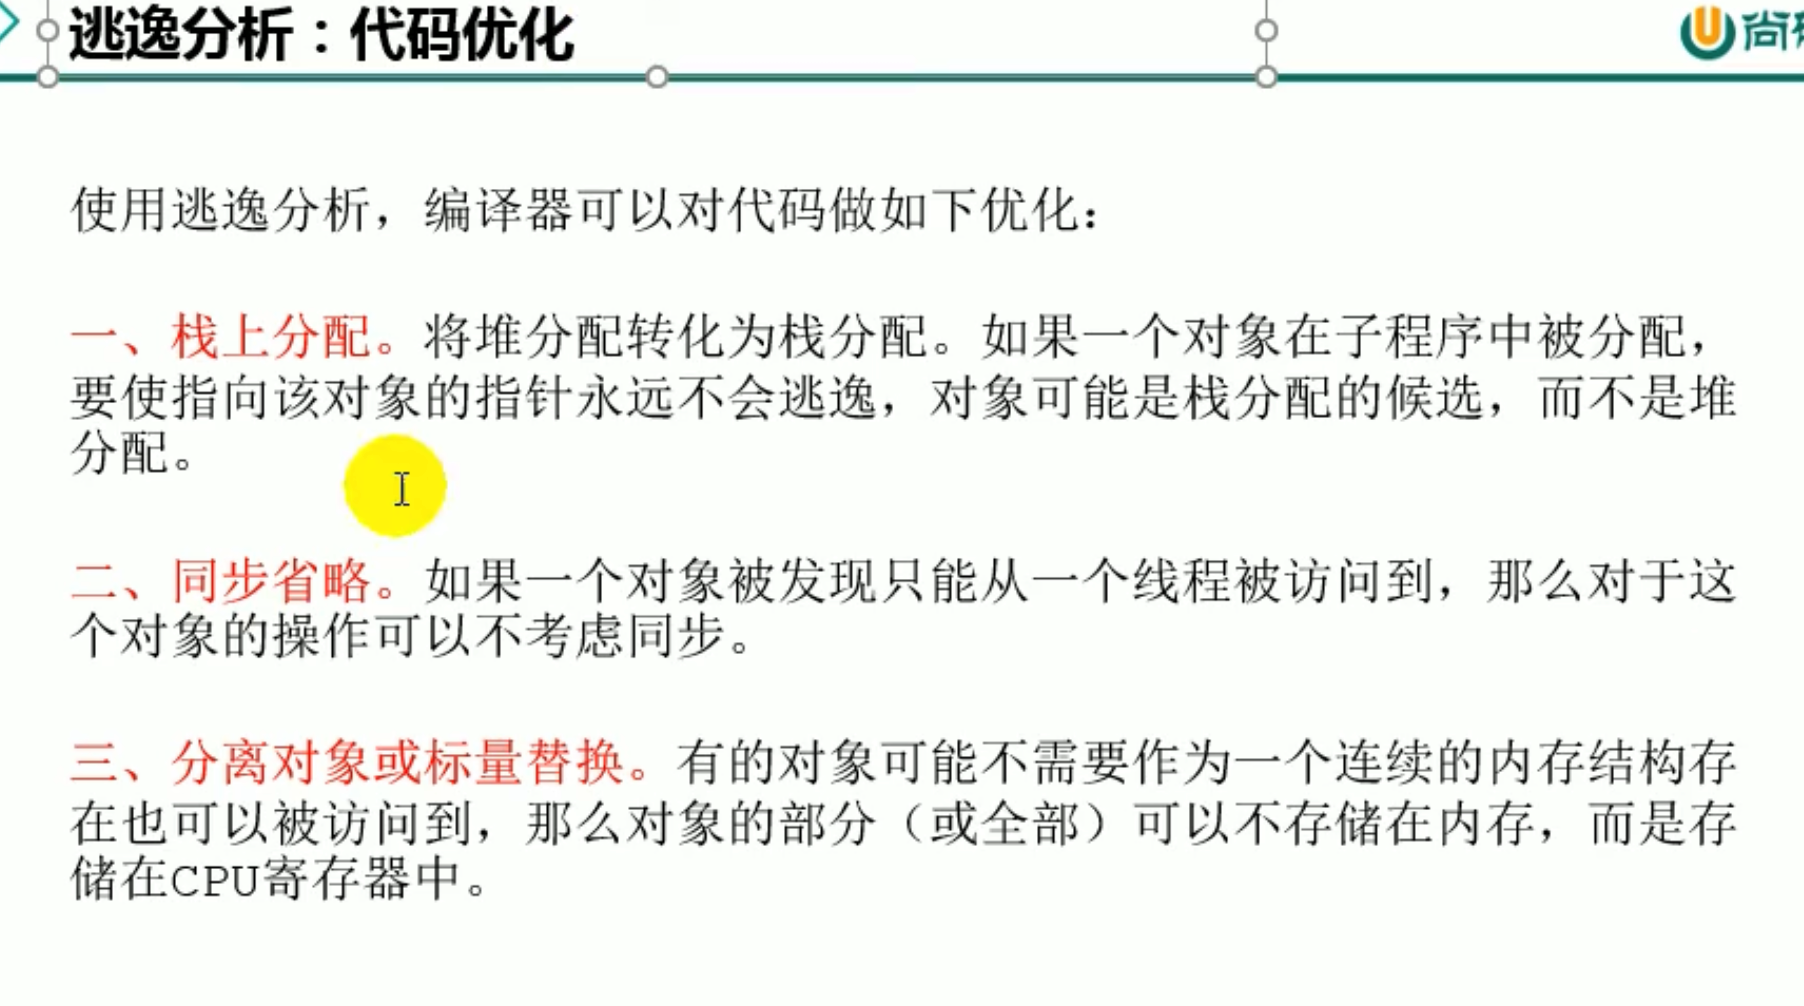 逃逸分析：代码优化
尚
使用逃逸分析，编译器可以对代码做如下优化：
一、栈上分配。将堆分配转化为栈分配。如果一个对象在子程序中被分配，
要使指向该对象的指针永远不会逃逸，对象可能是栈分配的候选，而不是堆
分配。
二、同步省略。如果一个对象被发现只能从一个线程被访问到，那么对于这
个对象的操作可以不考虑同步。
三、分离对象或标量替换。有的对象可能不需要作为一个连续的内存结构存
在也可以被访问到，那么对象的部分（或全部）可以不存储在内存，而是存
储在CPU寄存器中。